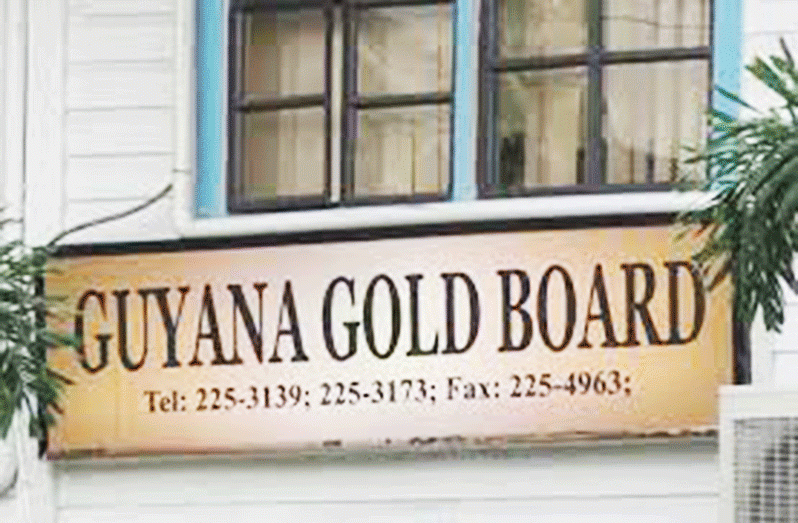 GUYANA GOLD BOARD
Tel: 225-3139; 225-3173; Fax: 225-4963;